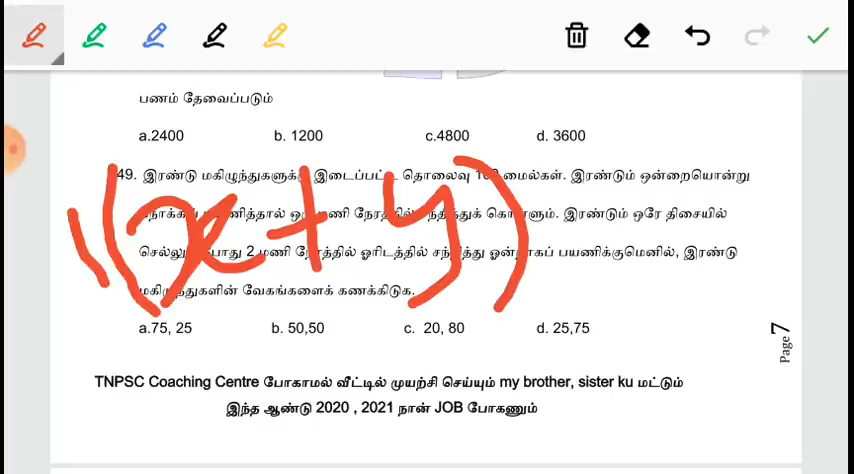 பணம் தேவைப்படும்
a.2400 b. 1200 c.4800 d. 3600
49. இரண்டு மகிழுந்துகளுக்கு இடைப்பட்ட தொலைவு மைல்கள். இரண்டும் ஒன்றையொன்று
நேரத்தில் கொள்ளும். இரண்டும் ஒரே திசையில்
2 மணி நேரத்தில் ஓரிடத்தில் சந்தித்து ஒன்றாகப் பயணிக்குமெனில், இரண்டு
மகிழுந்துகளின் வேகங்களைக் கணக்கிடுக.
(x+y)
a.75, 25 b. 50,50 c. 20, 80 d. 25,75
Page 7
TNPSC Coaching Centre போகாமல் வீட்டில் முயற்சி செய்யும் my brother, sister ku மட்டும்
இந்த ஆண்டு 2020 , 2021 நான் JOB போகணும்